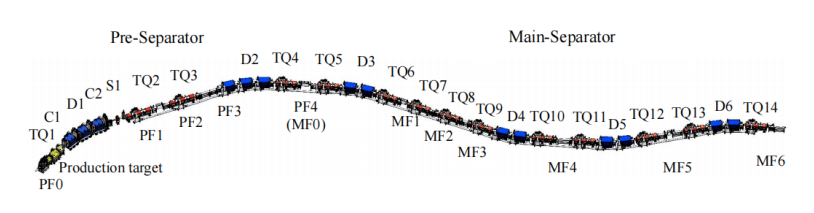 Pre-Separator
Main-Separator
TQ1
C1
D1
C2
S1
TQ2
TQ3
D2
TQ4
TQ5
D3
TQ6
TQ7
TQ8
TQ9
D4
TQ10
TQ11
D5
TQ12
TQ13
D6
TQ14
Production target
PF0
PF1
PF2
PF3
PF4
(MF0)
MF1
MF2
MF3
MF4
MF5
MF6